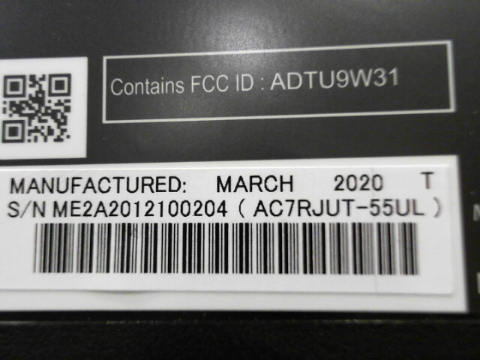 Contains FCC ID : ADTU9W31
MANUFACTURED: MARCH 2020 T
S/N ME2A2012100204 ( AC7RJUT-55UL )